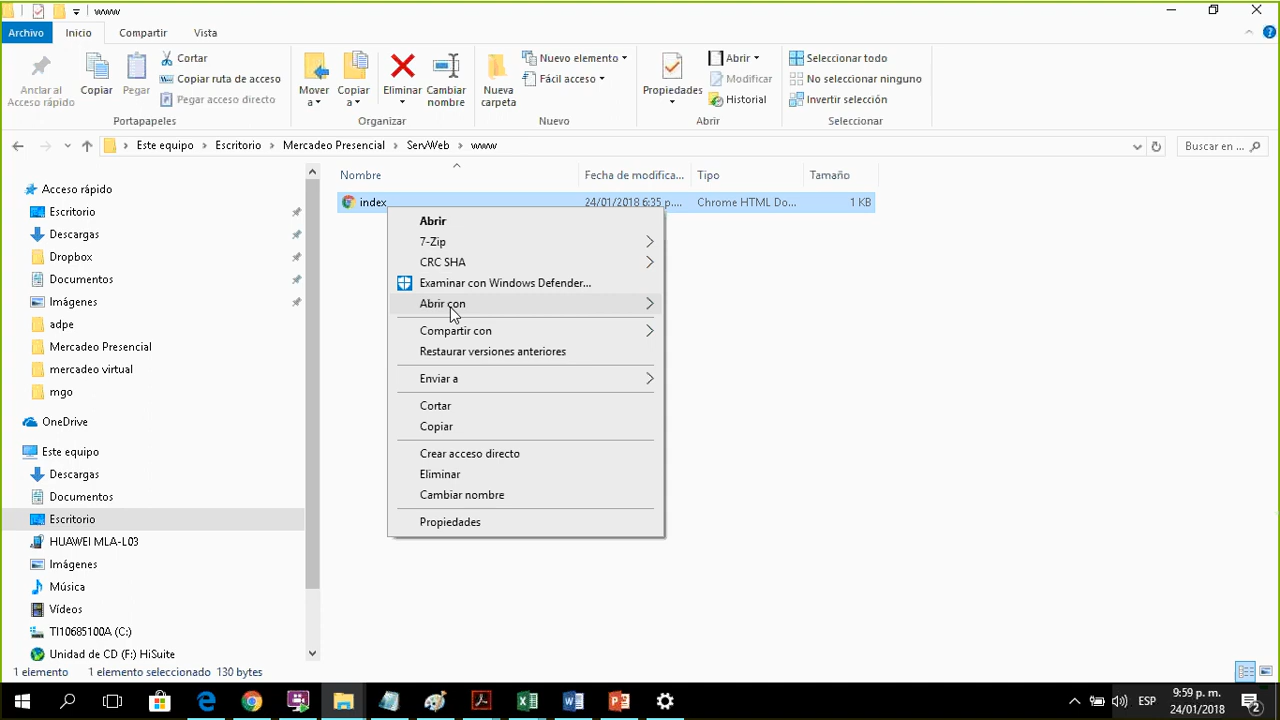 www
Archivo Inicio Compartir Vista
Anclar al Acceso rápido
Copiar
Pegar
Cortar
Copiar ruta de acceso
Pegar acceso directo
Portapapeles
Mover a
Copiar a
Eliminar
Cambiar nombre
Organizar
Nueva carpeta
Nuevo elemento
Fácil acceso
Nuevo
Propiedades
Abrir
Modificar
Historial
Abrir
Seleccionar todo
No seleccionar ninguno
Invertir selección
Seleccionar
Este equipo > Escritorio > Mercadeo Presencial > ServWeb > www
Buscar en ...
Nombre Fecha de modifica... Tipo Tamaño
index 24/01/2018 6:35 p.... Chrome HTML Do... 1 KB
Acceso rápido
Escritorio
Descargas
Dropbox
Documentos
Imágenes
adpe
Mercadeo Presencial
mercadeo virtual
mgo
OneDrive
Este equipo
Descargas
Documentos
Escritorio
HUAWEI MLA-L03
Imágenes
Música
Vídeos
TI10685100A (C:)
Unidad de CD (F:) HiSuite
Abrir
7-Zip
CRC SHA
Examinar con Windows Defender...
Abrir con
Compartir con
Restaurar versiones anteriores
Enviar a
Cortar
Copiar
Crear acceso directo
Eliminar
Cambiar nombre
Propiedades
1 elemento 1 elemento seleccionado 130 bytes
ESP
9:59 p. m.
24/01/2018
2